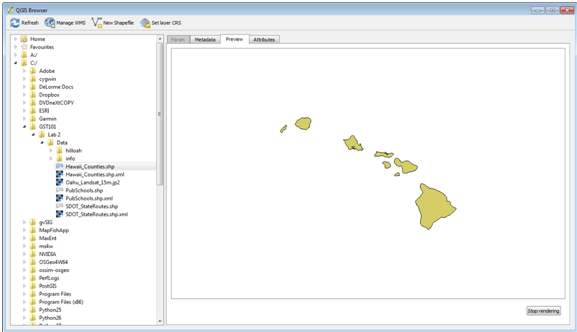 QGIS Browser
Refresh Manage WMS New Shapefile Set layer CRS
Home
Favourites
A:/
C:/
Adobe
cygwin
DeLorme Docs
Dropbox
DVDneXtCOPY
ESRI
Garmin
GST101
Lab 2
Data
hilloah
info
Hawaii_Counties.shp
Hawaii_Counties.shp.xml
Oahu_Landsat_15m.jp2
PubSchools.shp
PubSchools.shp.xml
SDOT_StateRoutes.shp
SDOT_StateRoutes.shp.xml
gvSIG
MapFishApp
MaxEnt
ms4w
NVIDIA
OSGeo4W64
ossim-osgeo
PerfLogs
PostGIS
Program Files
Program Files (x86)
Python25
Python26
Param Metadata Preview Attributes
Stop rendering